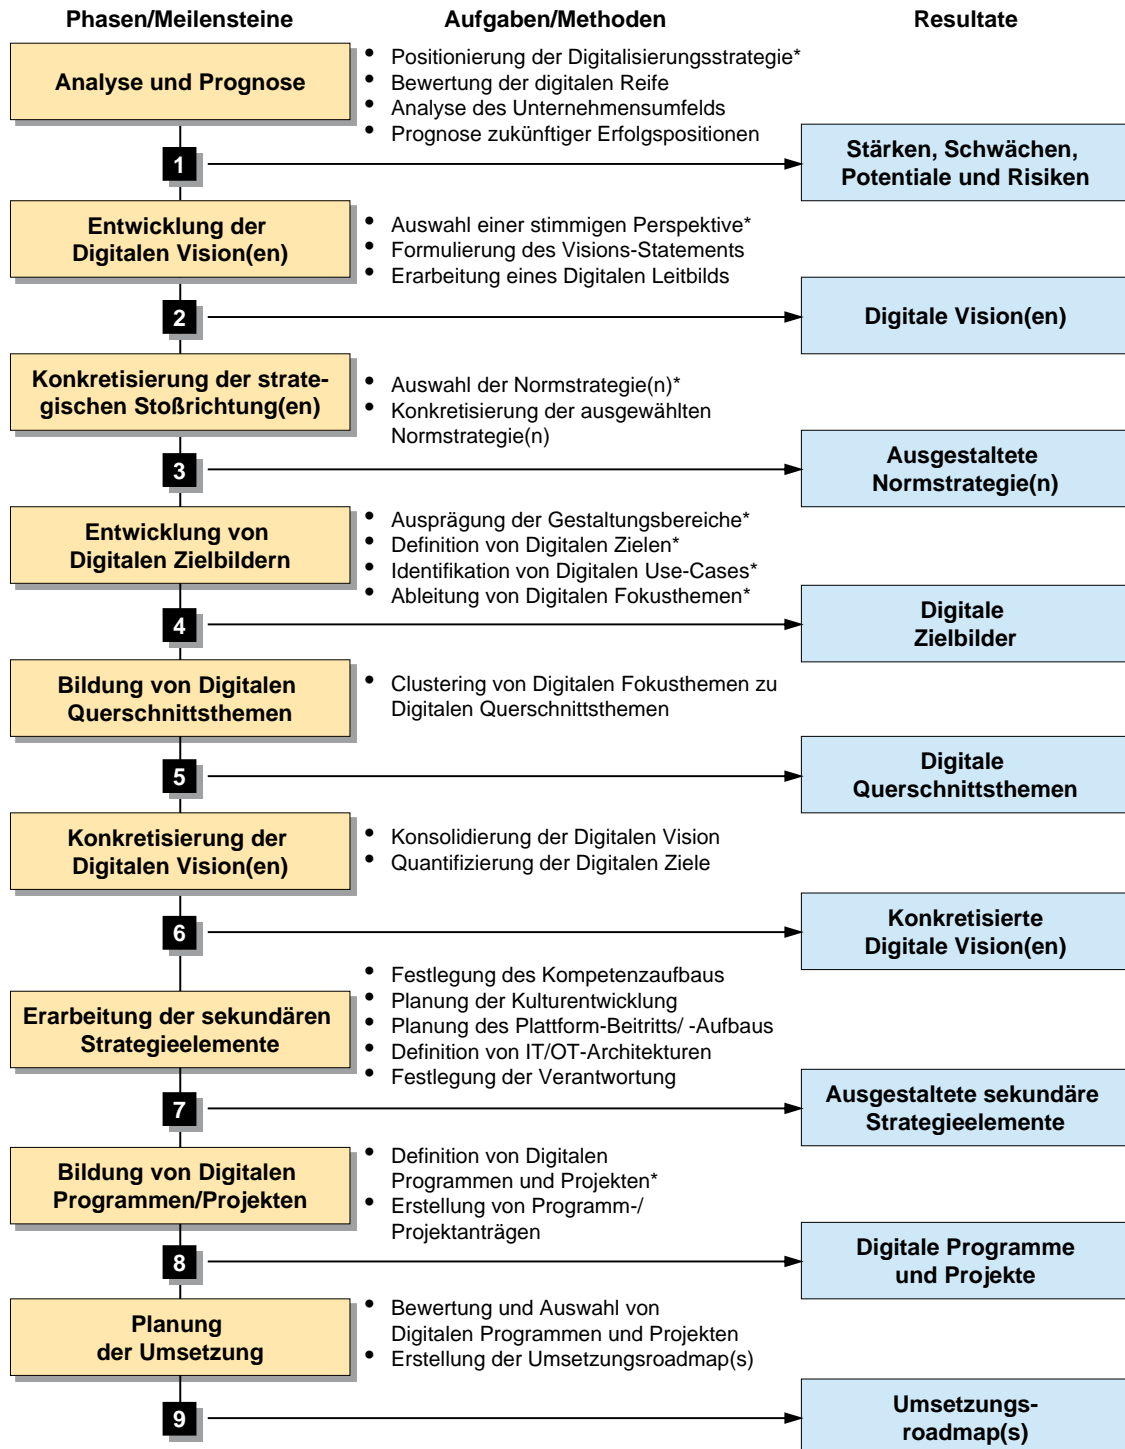 Phasen/Meilensteine
Aufgaben/Methoden
Resultate
Analyse und Prognose
• Positionierung der Digitalisierungsstrategie*
• Bewertung der digitalen Reife
• Analyse des Unternehmensumfelds
• Prognose zukünftiger Erfolgspositionen
1
Stärken, Schwächen,
Potentiale und Risiken
Entwicklung der
Digitalen Vision(en)
• Auswahl einer stimmigen Perspektive*
• Formulierung des Visions-Statements
• Erarbeitung eines Digitalen Leitbilds
2
Digitale Vision(en)
Konkretisierung der strate-
gischen Stoßrichtung(en)
• Auswahl der Normstrategie(n)*
• Konkretisierung der ausgewählten
Normstrategie(n)
3
Ausgestaltete
Normstrategie(n)
Entwicklung von
Digitalen Zielbildern
• Ausprägung der Gestaltungsbereiche*
• Definition von Digitalen Zielen*
• Identifikation von Digitalen Use-Cases*
• Ableitung von Digitalen Fokusthemen*
4
Digitale
Zielbilder
Bildung von Digitalen
Querschnittsthemen
• Clustering von Digitalen Fokusthemen zu
Digitalen Querschnittsthemen
5
Digitale
Querschnittsthemen
Konkretisierung der
Digitalen Vision(en)
• Konsolidierung der Digitalen Vision
• Quantifizierung der Digitalen Ziele
6
Konkretisierte
Digitale Vision(en)
Erarbeitung der sekundären
Strategieelemente
• Festlegung des Kompetenzaufbaus
• Planung der Kulturentwicklung
• Planung des Plattform-Beitritts/ -Aufbaus
• Definition von IT/OT-Architekturen
• Festlegung der Verantwortung
7
Ausgestaltete sekundäre
Strategieelemente
Bildung von Digitalen
Programmen/Projekten
• Definition von Digitalen
Programmen und Projekten*
• Erstellung von Programm-/
Projektanträgen
8
Digitale Programme
und Projekte
Planung
der Umsetzung
• Bewertung und Auswahl von
Digitalen Programmen und Projekten
• Erstellung der Umsetzungsroadmap(s)
9
Umsetzungs-
roadmap(s)